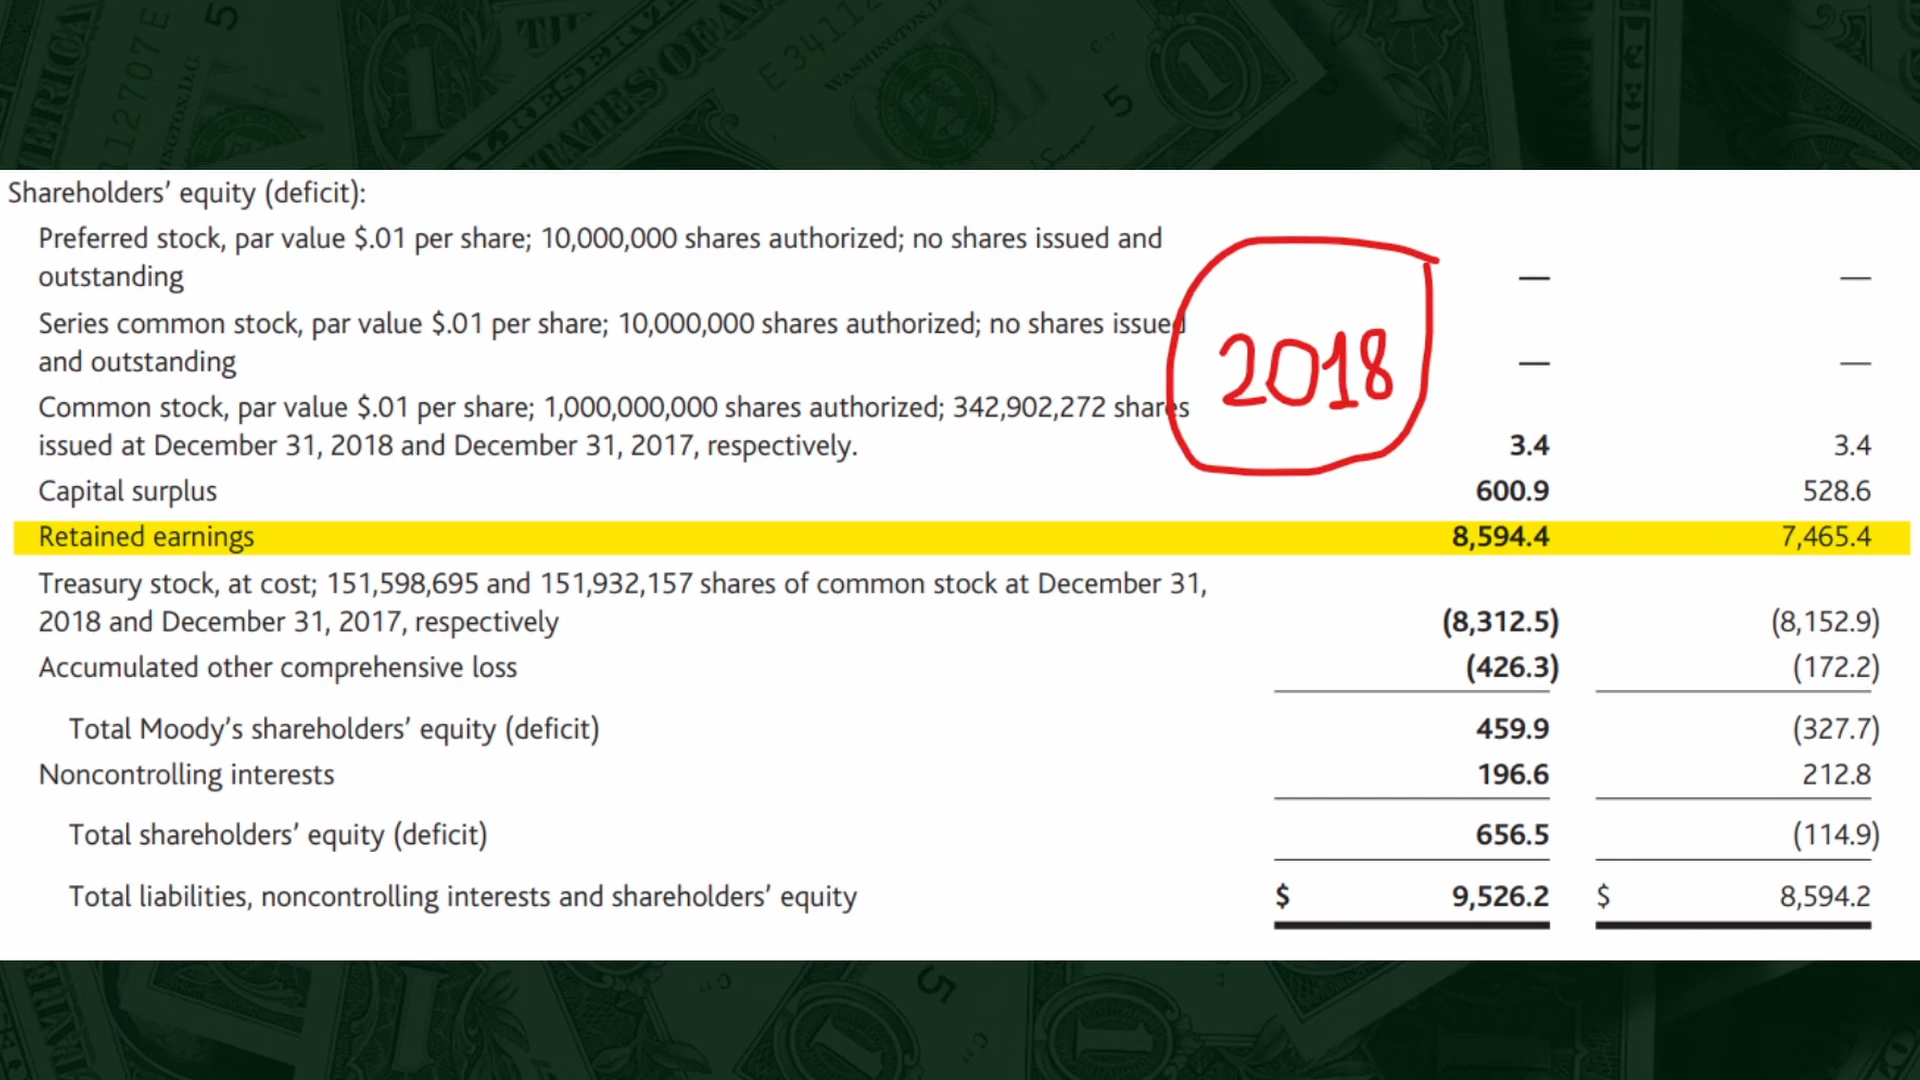 Shareholders' equity (deficit):
Preferred stock, par value $.01 per share; 10,000,000 shares authorized; no shares issued and
outstanding — —
Series common stock, par value $.01 per share; 10,000,000 shares authorized; no shares issued
and outstanding — —
2018
Common stock, par value $.01 per share; 1,000,000,000 shares authorized; 342,902,272 shares
issued at December 31, 2018 and December 31, 2017, respectively. 3.4 3.4
Capital surplus 600.9 528.6
Retained earnings 8,594.4 7,465.4
Treasury stock, at cost; 151,598,695 and 151,932,157 shares of common stock at December 31,
2018 and December 31, 2017, respectively (8,312.5) (8,152.9)
Accumulated other comprehensive loss (426.3) (172.2)
Total Moody's shareholders' equity (deficit) 459.9 (327.7)
Noncontrolling interests 196.6 212.8
Total shareholders' equity (deficit) 656.5 (114.9)
Total liabilities, noncontrolling interests and shareholders' equity $ 9,526.2 $ 8,594.2